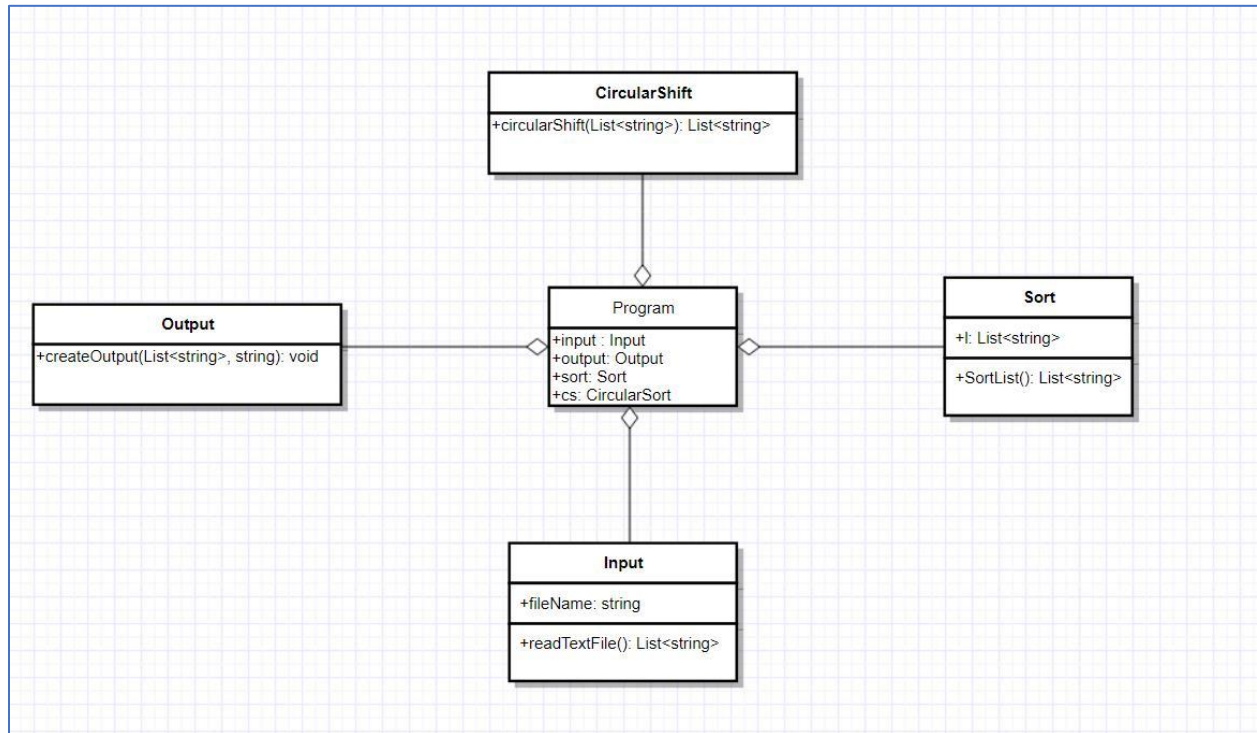 CircularShift
+circularShift(List<string>): List<string>
Output
+createOutput(List<string>, string): void
Program
+input : Input
+output: Output
+sort: Sort
+cs: CircularSort
Sort
+l: List<string>
+SortList(): List<string>
Input
+fileName: string
+readTextFile(): List<string>